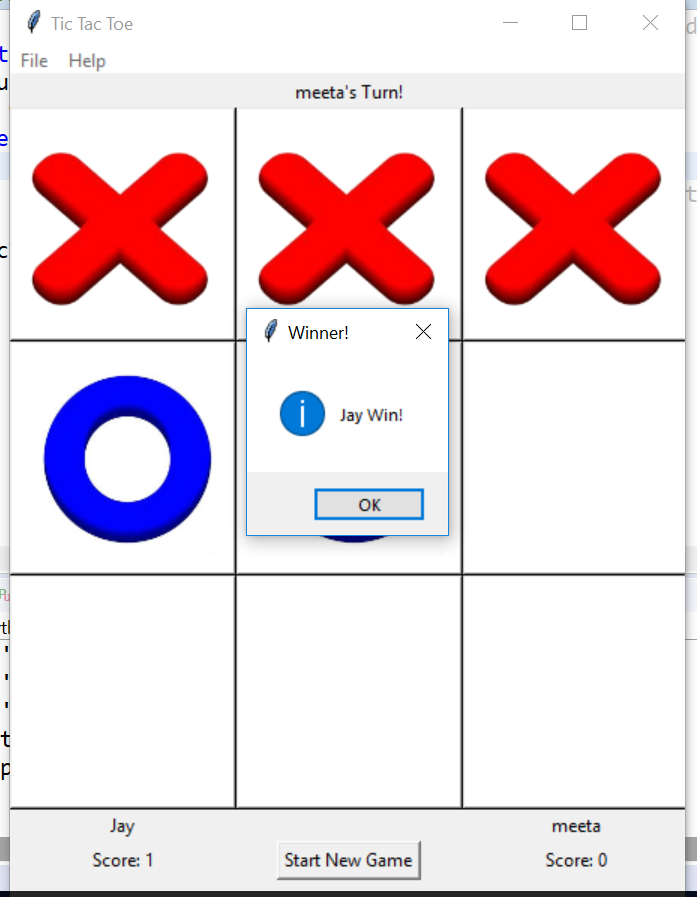 Tic Tac Toe
File Help
meeta's Turn!
Winner!
Jay Win!
OK
Jay
meeta
Score: 1
Start New Game
Score: 0